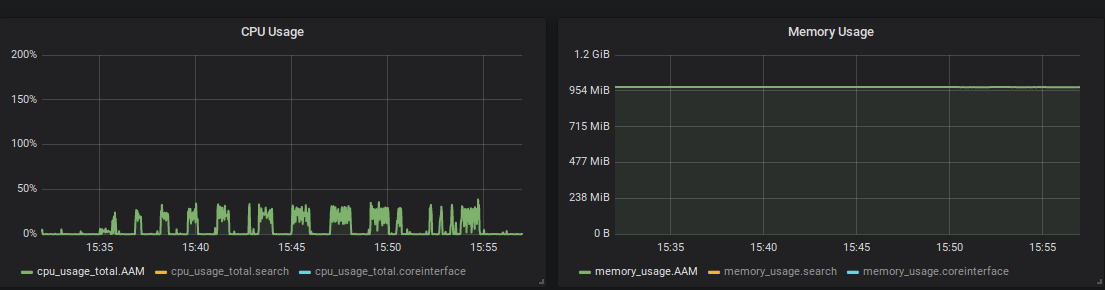 CPU Usage
200%
150%
100%
50%
0%
15:35 15:40 15:45 15:50 15:55
cpu_usage_total.AAM cpu_usage_total.search cpu_usage_total.coreinterface
Memory Usage
1.2 GiB
954 MiB
715 MiB
477 MiB
238 MiB
0 B
15:35 15:40 15:45 15:50 15:55
memory_usage.AAM memory_usage.search memory_usage.coreinterface